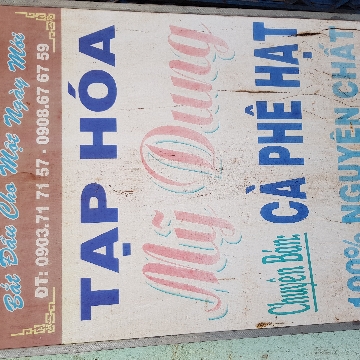 Bắt Đầu Cho Một Ngày Mới
ĐT: 0903.71 71 57 - 0908.67 67 59
TẠP HÓA
Mỹ Dung
Chuyên Bán: CÀ PHÊ HẠT
100% NGUYÊN CHẤT